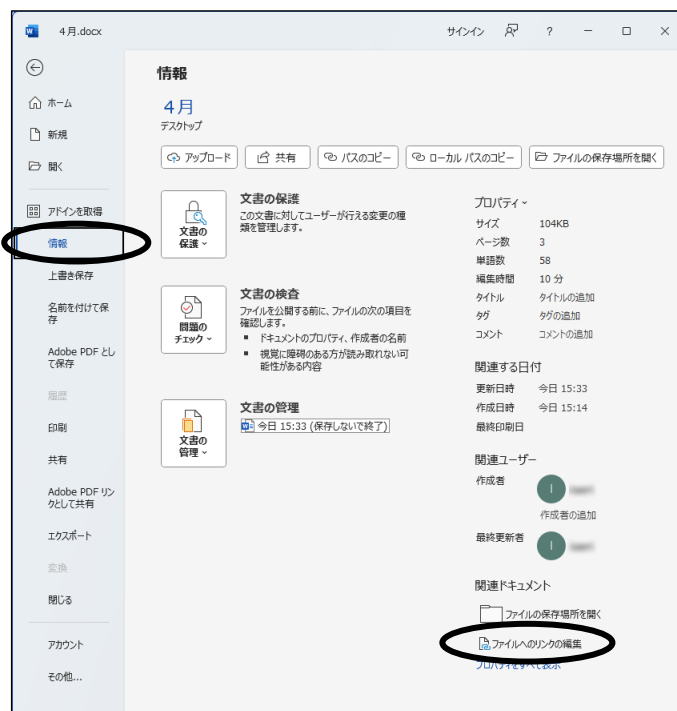 4月.docx
サインイン
?
情報
ホーム
新規
開く
アドインを取得
情報
上書き保存
名前を付けて保
存
Adobe PDF とし
て保存
履歴
印刷
共有
Adobe PDF リン
クとして共有
エクスポート
変換
閉じる
アカウント
その他...
4月
デスクトップ
アップロード
共有
パスのコピー
ローカル パスのコピー
ファイルの保存場所を開く
文書の
保護
文書の保護
この文書に対してユーザーが行える変更の種
類を管理します。
問題の
チェック
文書の検査
ファイルを公開する前に、ファイルの次の項目を
確認します。
■ ドキュメントのプロパティ、作成者の名前
■ 視覚に障碍のある方が読み取れない可
能性がある内容
文書の
管理
文書の管理
今日 15:33 (保存しないで終了)
プロパティ
サイズ 104KB
ページ数 3
単語数 58
編集時間 10 分
タイトル タイトルの追加
タグ タグの追加
コメント コメントの追加
関連する日付
更新日時 今日 15:33
作成日時 今日 15:14
最終印刷日
関連ユーザー
作成者
I
作成者の追加
最終更新者
I
関連ドキュメント
ファイルの保存場所を開く
ファイルへのリンクの編集
プロパティをすべて表示